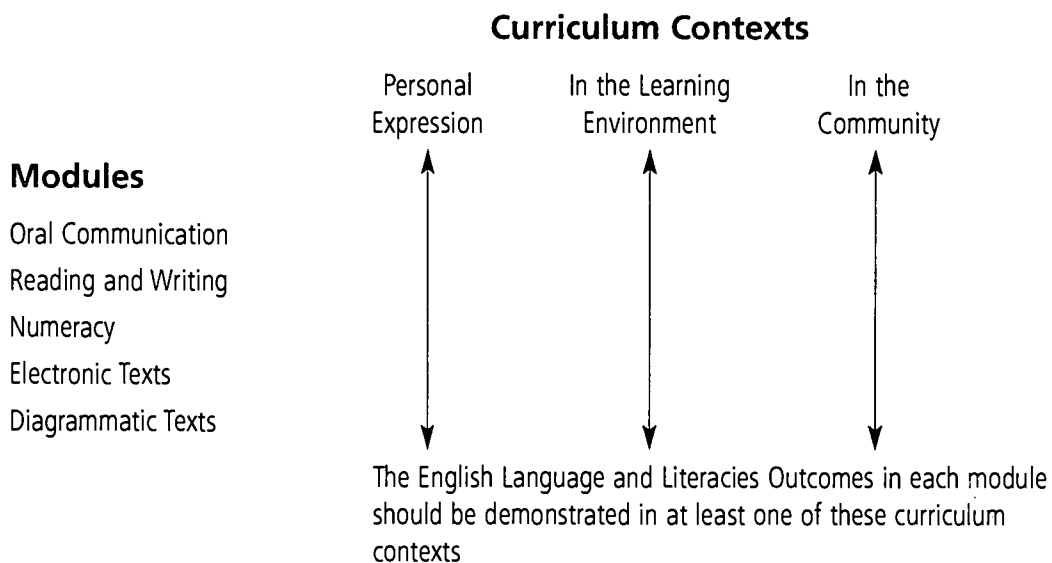 Curriculum Contexts
Personal
Expression
In the Learning
Environment
In the
Community
Modules
Oral Communication
Reading and Writing
Numeracy
Electronic Texts
Diagrammatic Texts
The English Language and Literacies Outcomes in each module
should be demonstrated in at least one of these curriculum
contexts